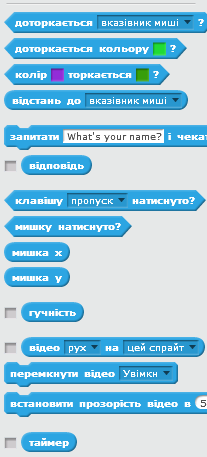 доторкається вказівник миші ?
доторкається кольору ?
колір торкається ?
відстань до вказівник миші
запитати What's your name? і чекат
відповідь
клавішу пропуск натиснуто?
мишку натиснуто?
мишка x
мишка y
гучність
відео рух на цей спрайт
перемкнути відео Увімкн
встановити прозорість відео в 5
таймер